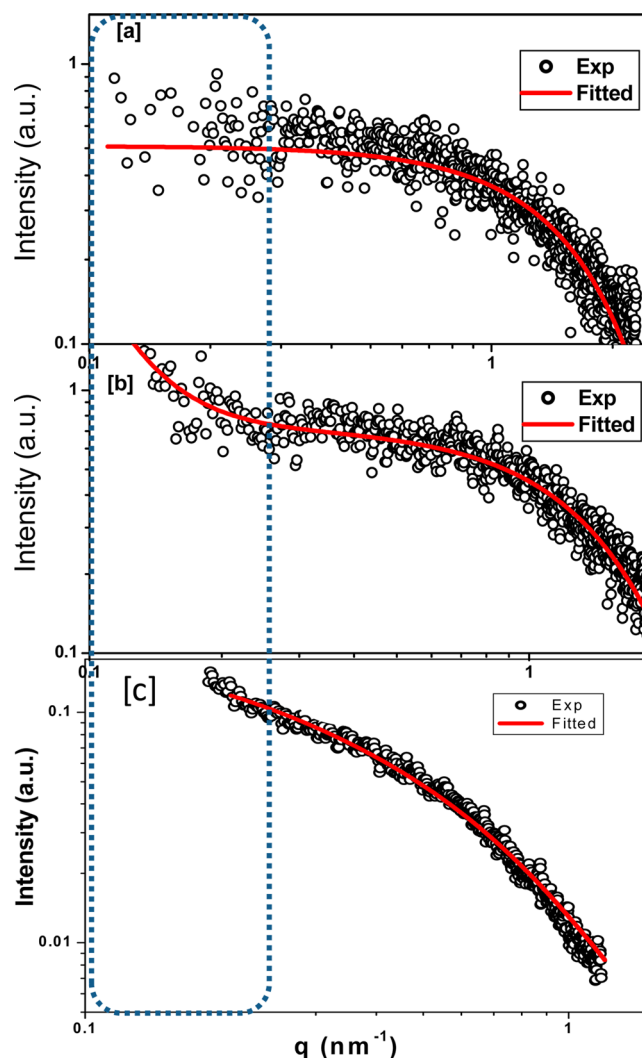 [a]
1
Exp
Fitted
Intensity (a.u.)
0.1
0.1
1
[b]
1
Exp
Fitted
Intensity (a.u.)
0.1
0.1
1
[c]
Exp
Fitted
0.1
Intensity (a.u.)
0.01
0.1
1
q (nm⁻¹)